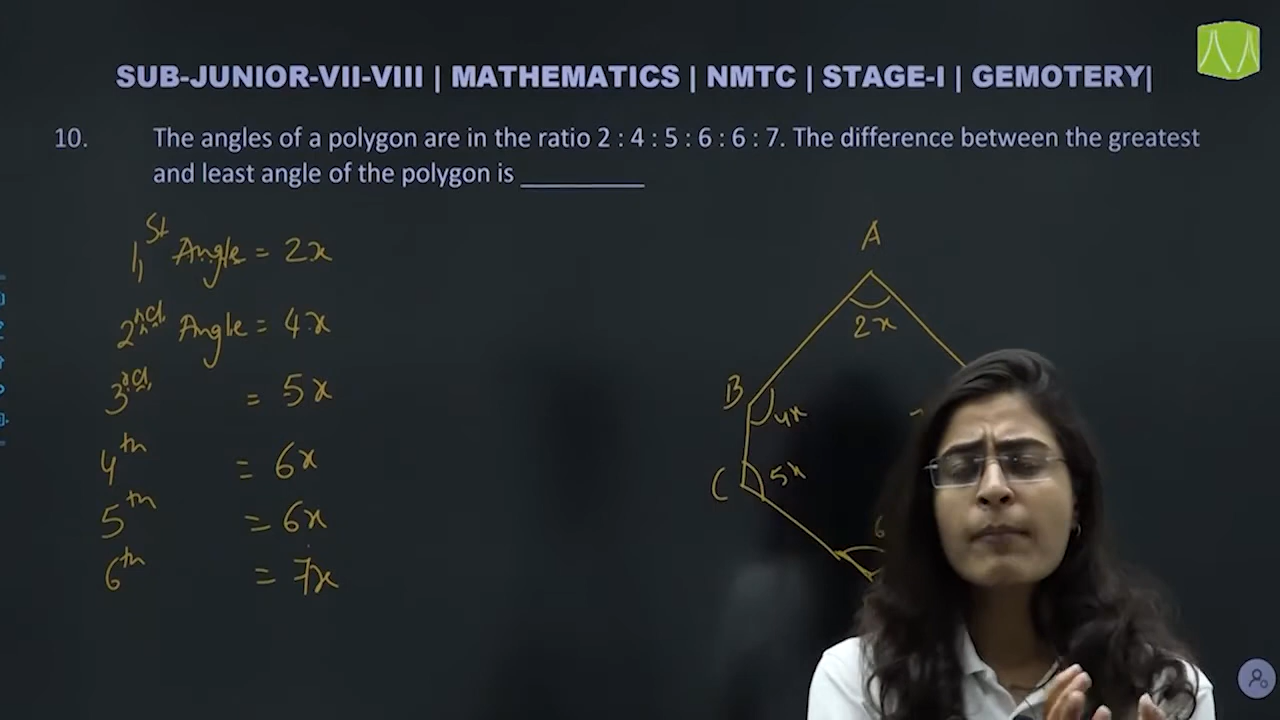 SUB-JUNIOR-VII-VIII | MATHEMATICS | NMTC | STAGE-I | GEMOTERY|
10. The angles of a polygon are in the ratio 2 : 4 : 5 : 6 : 6 : 7. The difference between the greatest
and least angle of the polygon is __________
1st Angle = 2x
2nd Angle = 4x
3rd = 5x
4th = 6x
5th = 6x
6th = 7x
A
2x
B
4x
C
5x
6